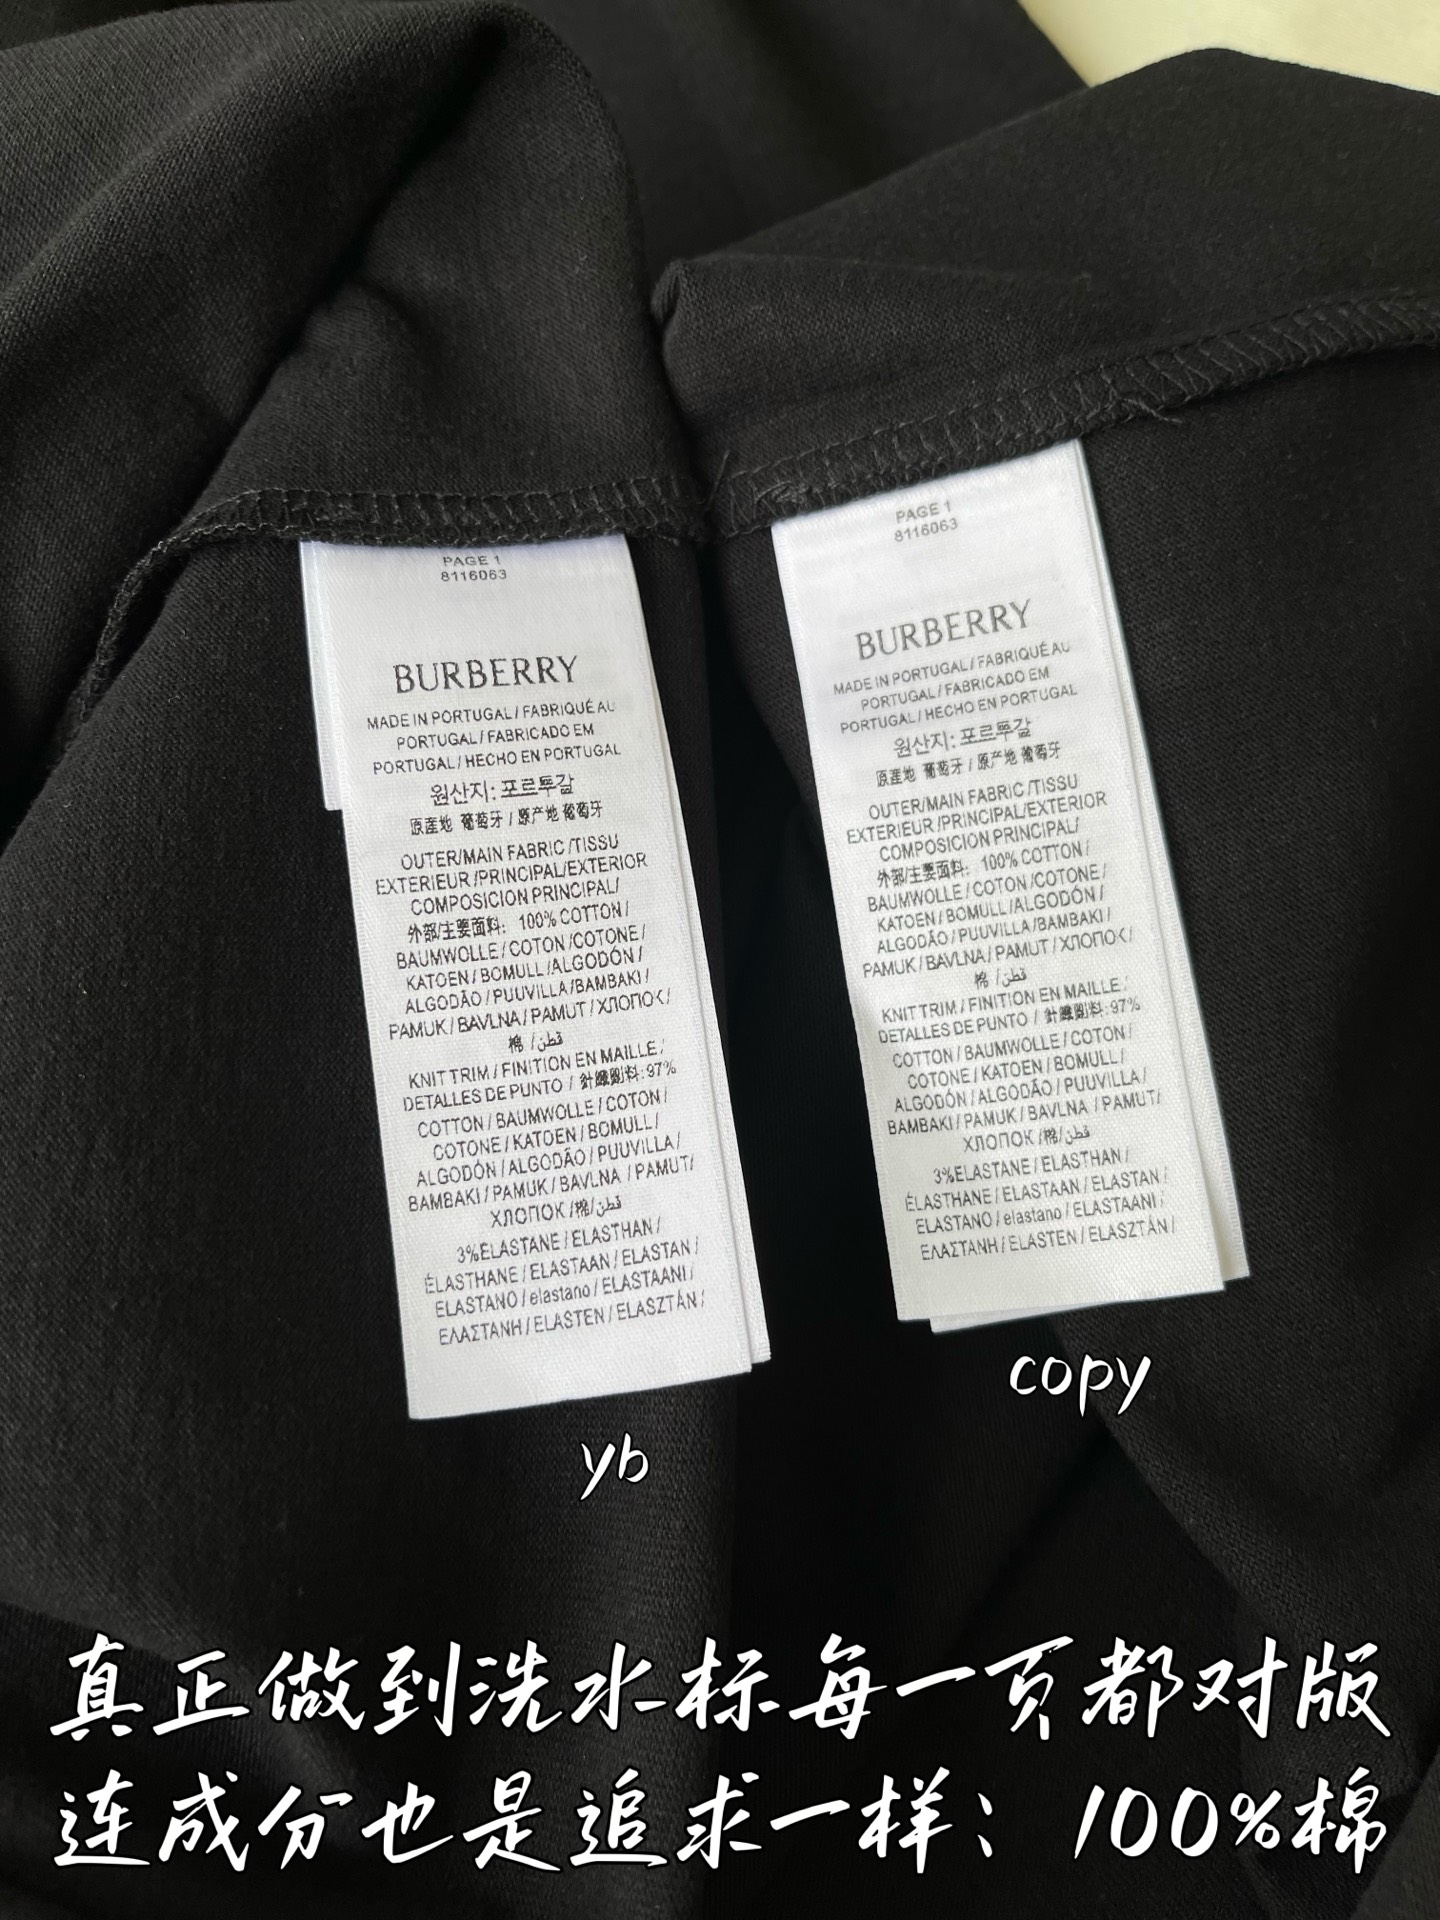 PAGE 1
8116063
BURBERRY
MADE IN PORTUGAL / FABRIQUÉ AU
PORTUGAL / FABRICADO EM
PORTUGAL / HECHO EN PORTUGAL
원산지: 포르투갈
原産地 葡萄牙 / 原产地 葡萄牙
OUTER/MAIN FABRIC /TISSU
EXTERIEUR /PRINCIPAL/EXTERIOR
COMPOSICION PRINCIPAL/
外部/主要面料: 100% COTTON /
BAUMWOLLE / COTON /COTONE /
KATOEN / BOMULL /ALGODÓN /
ALGODÃO / PUUVILLA /BAMBAKI /
PAMUK / BAVLNA / PAMUT / ХЛОПОК /
棉 /قطن
KNIT TRIM / FINITION EN MAILLE /
DETALLES DE PUNTO / 針織 料:97%
COTTON / BAUMWOLLE / COTON /
COTONE / KATOEN / BOMULL /
ALGODÓN / ALGODÃO / PUUVILLA /
BAMBAKI / PAMUK / BAVLNA / PAMUT/
ХЛОПОК /棉/قطن
3%ELASTANE / ELASTHAN /
ÉLASTHANE / ELASTAAN / ELASTAN /
ELASTANO / elastano / ELASTAANI /
ΕΛΑΣΤΑΝΗ / ELASTEN / ELASZTÁN /
yb
PAGE 1
8116063
BURBERRY
MADE IN PORTUGAL / FABRIQUÉ AU
PORTUGAL / FABRICADO EM
PORTUGAL / HECHO EN PORTUGAL
원산지: 포르투갈
原産地 葡萄牙 / 原产地 葡萄牙
OUTER/MAIN FABRIC /TISSU
EXTERIEUR /PRINCIPAL/EXTERIOR
COMPOSICION PRINCIPAL/
外部/主要面料: 100% COTTON /
BAUMWOLLE / COTON /COTONE /
KATOEN / BOMULL /ALGODÓN /
ALGODÃO / PUUVILLA /BAMBAKI /
PAMUK / BAVLNA / PAMUT / ХЛОПОК /
棉 /قطن
KNIT TRIM / FINITION EN MAILLE /
DETALLES DE PUNTO / 針織 料:97%
COTTON / BAUMWOLLE / COTON /
COTONE / KATOEN / BOMULL /
ALGODÓN / ALGODÃO / PUUVILLA /
BAMBAKI / PAMUK / BAVLNA / PAMUT/
ХЛОПОК /棉/قطن
3%ELASTANE / ELASTHAN /
ÉLASTHANE / ELASTAAN / ELASTAN /
ELASTANO / elastano / ELASTAANI /
ΕΛΑΣΤΑΝΗ / ELASTEN / ELASZTÁN /
copy
真正做到洗水标每一页都对版
连成分也是追求一样：100%棉